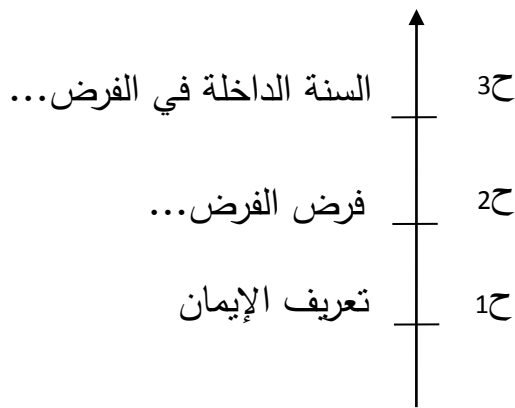 ح3 السنة الداخلة في الفرض...
ح2 فرض الفرض...
ح1 تعريف الإيمان